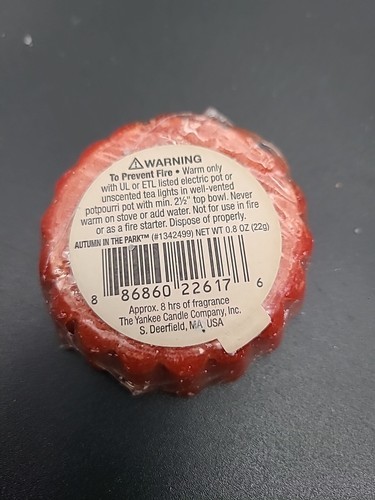 ⚠WARNING
To Prevent Fire • Warm only
with UL or ETL listed electric pot or
unscented tea lights in well-vented
potpourri pot with min. 2½" top bowl. Never
warm on stove or add water. Not for use in fire
or as a fire starter. Dispose of properly.
AUTUMN IN THE PARK™ (#1342499) NET WT 0.8 OZ (22g)
8 86860 22617 6
Approx. 8 hrs of fragrance
The Yankee Candle Company, Inc.
S. Deerfield, MA, USA